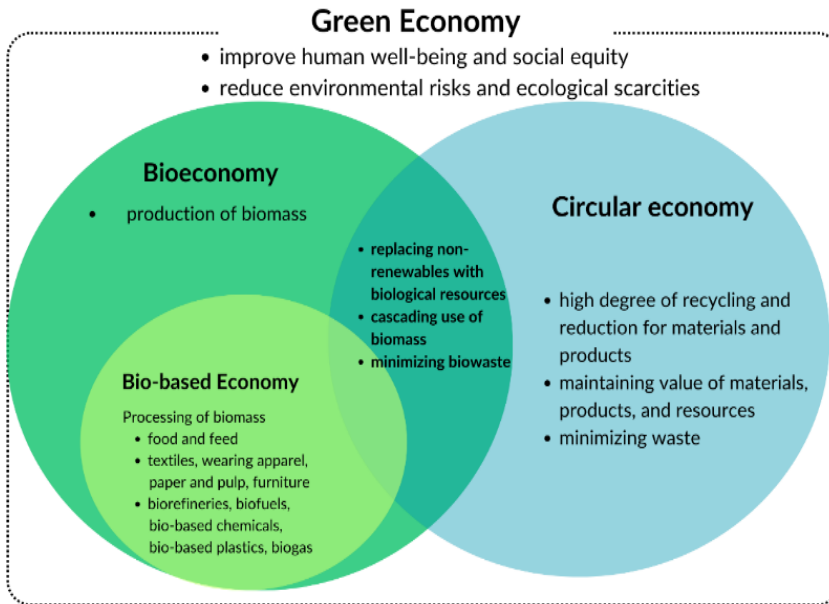 Green Economy
• improve human well-being and social equity
• reduce environmental risks and ecological scarcities
Bioeconomy
• production of biomass
Circular economy
• replacing non-
renewables with
biological resources
• cascading use of
biomass
• minimizing biowaste
• high degree of recycling and
reduction for materials and
products
• maintaining value of materials,
products, and resources
• minimizing waste
Bio-based Economy
Processing of biomass
• food and feed
• textiles, wearing apparel,
paper and pulp, furniture
• biorefineries, biofuels,
bio-based chemicals,
bio-based plastics, biogas